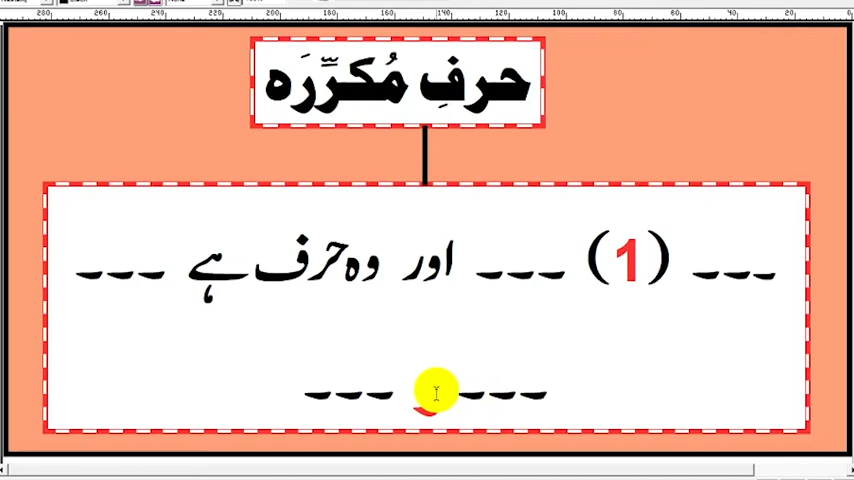 حرفِ مُکرِّرَہ
--- (1) --- اور وہ حرف ہے ---
--- ---